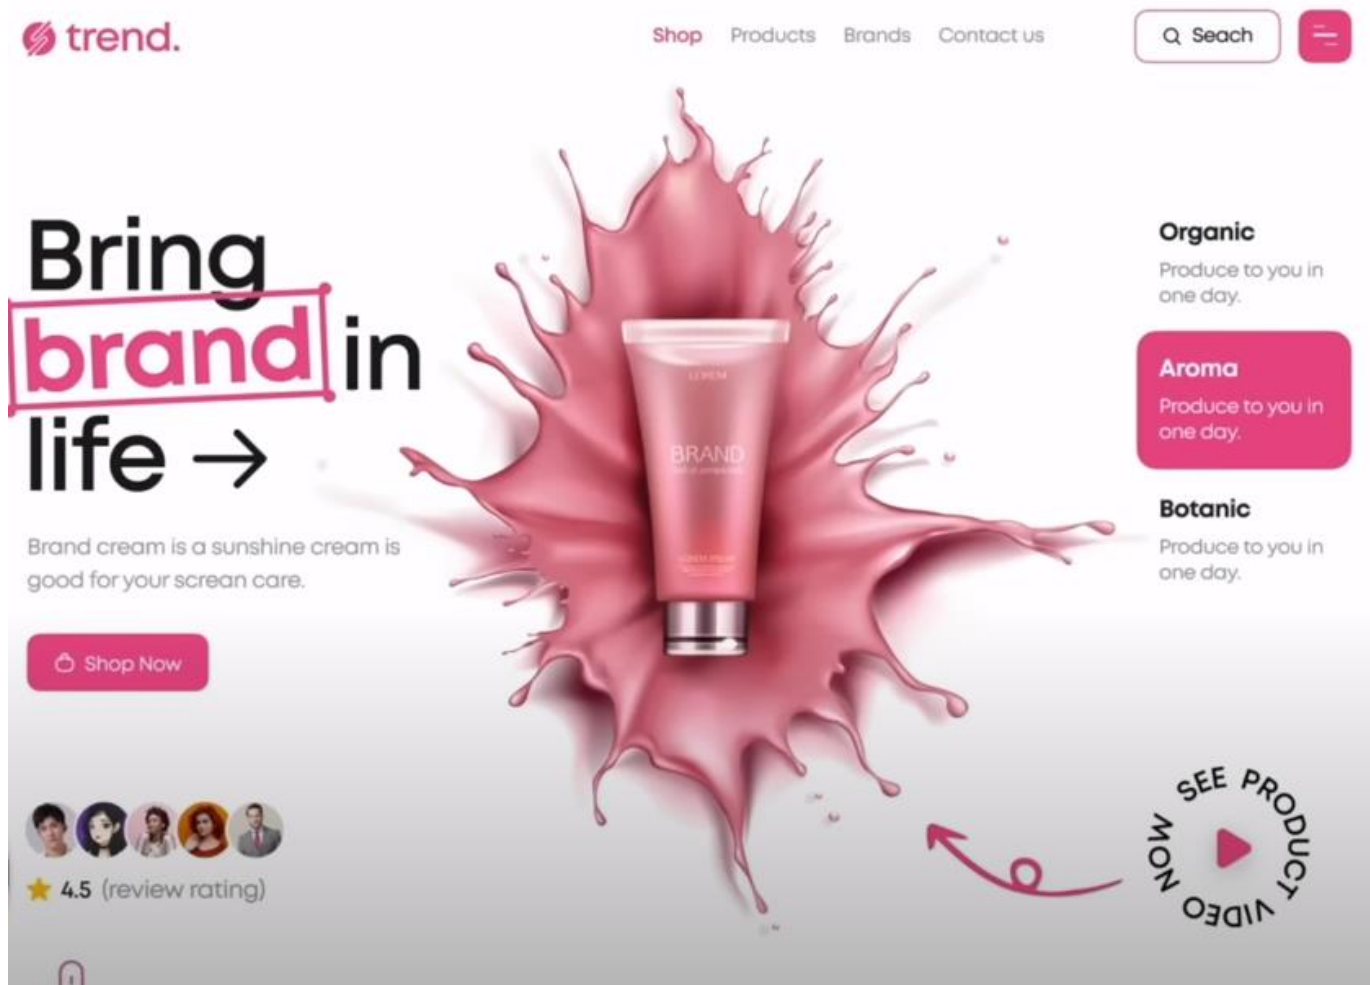 trend.
Shop Products Brands Contact us
Seach
Bring
brand in
life →
Brand cream is a sunshine cream is
good for your screan care.
Shop Now
4.5 (review rating)
LOREM
BRAND
Organic
Produce to you in
one day.
Aroma
Produce to you in
one day.
Botanic
Produce to you in
one day.
SEE PRODUCT VIDEO NOW